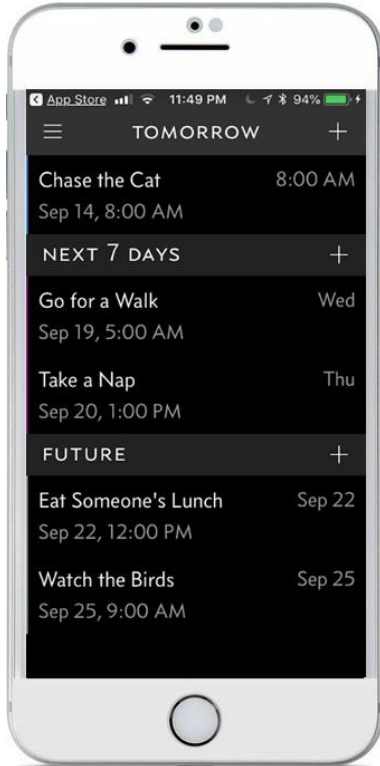 App Store 11:49 PM 94%
TOMORROW
Chase the Cat 8:00 AM
Sep 14, 8:00 AM
NEXT 7 DAYS
Go for a Walk Wed
Sep 19, 5:00 AM
Take a Nap Thu
Sep 20, 1:00 PM
FUTURE
Eat Someone's Lunch Sep 22
Sep 22, 12:00 PM
Watch the Birds Sep 25
Sep 25, 9:00 AM